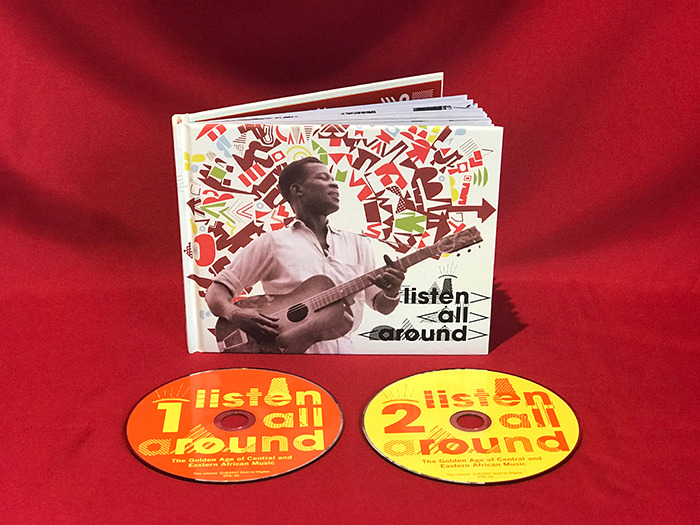 listen
all
around
1 listen
all
around
The Golden Age of Central and
Eastern African Music
2 listen
all
around
The Golden Age of Central and
Eastern African Music